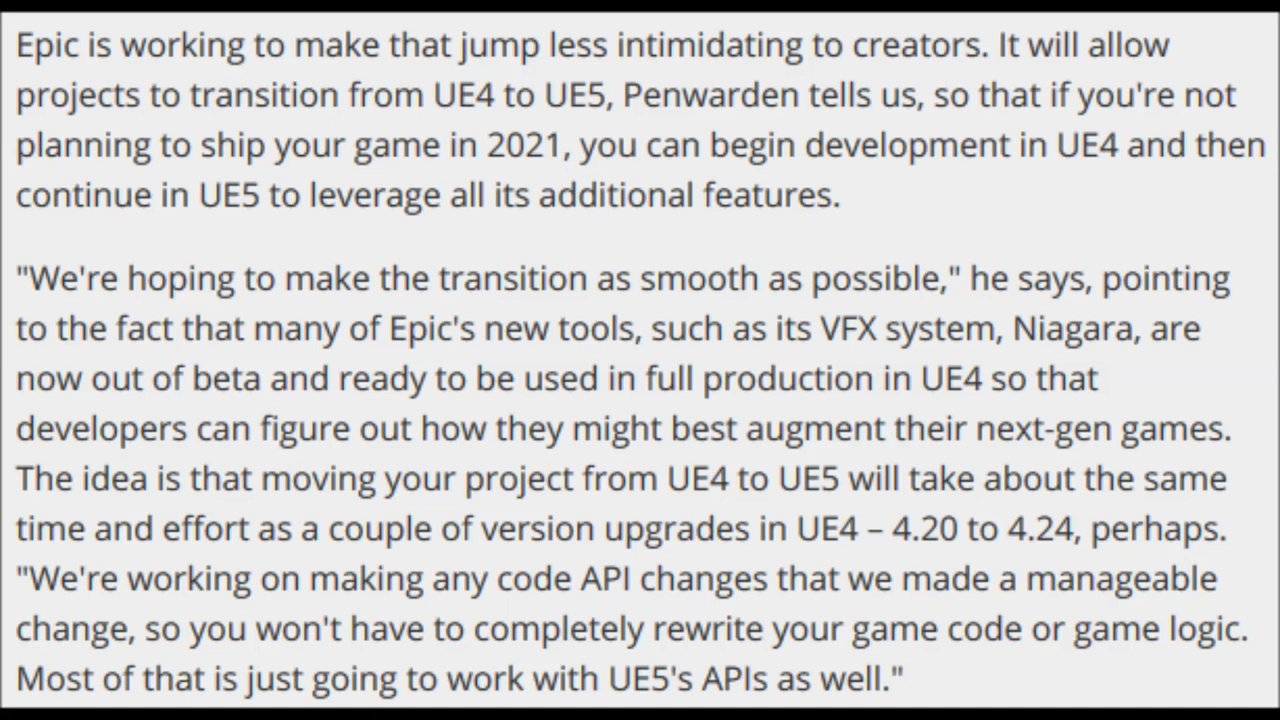 Epic is working to make that jump less intimidating to creators. It will allow
projects to transition from UE4 to UE5, Penwarden tells us, so that if you're not
planning to ship your game in 2021, you can begin development in UE4 and then
continue in UE5 to leverage all its additional features.
"We're hoping to make the transition as smooth as possible," he says, pointing
to the fact that many of Epic's new tools, such as its VFX system, Niagara, are
now out of beta and ready to be used in full production in UE4 so that
developers can figure out how they might best augment their next-gen games.
The idea is that moving your project from UE4 to UE5 will take about the same
time and effort as a couple of version upgrades in UE4 – 4.20 to 4.24, perhaps.
"We're working on making any code API changes that we made a manageable
change, so you won't have to completely rewrite your game code or game logic.
Most of that is just going to work with UE5's APIs as well."